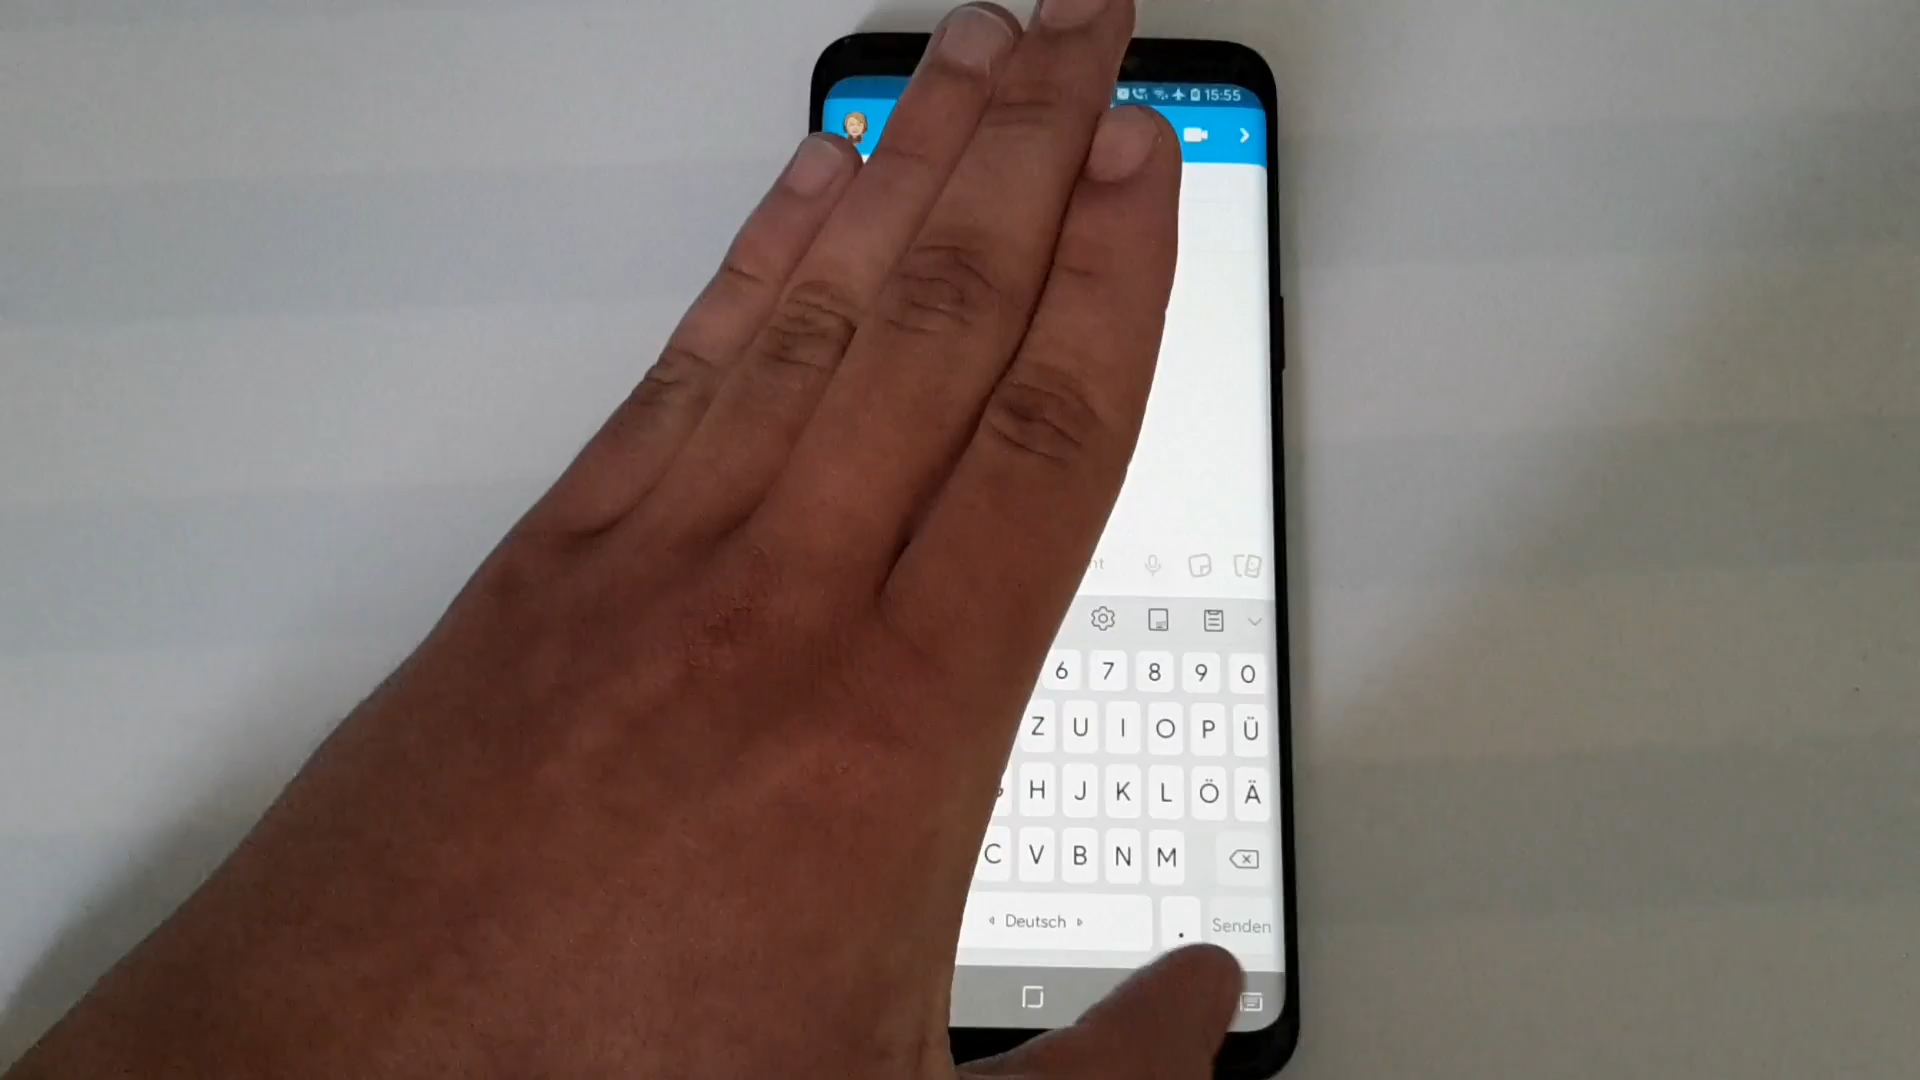 15:55
6 7 8 9 0
Z U I O P Ü
H J K L Ö Ä
C V B N M
Deutsch . Senden